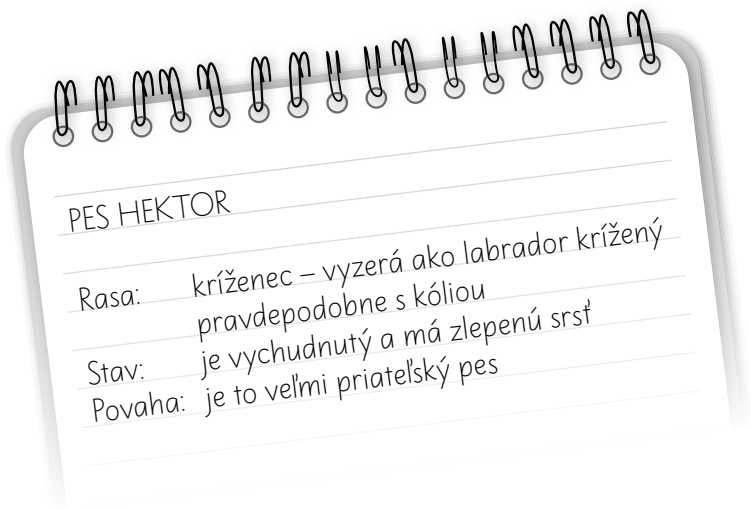 PES HEKTOR
Rasa: kríženec – vyzerá ako labrador krížený
pravdepodobne s kóliou
Stav: je vychudnutý a má zlepenú srsť
Povaha: je to veľmi priateľský pes